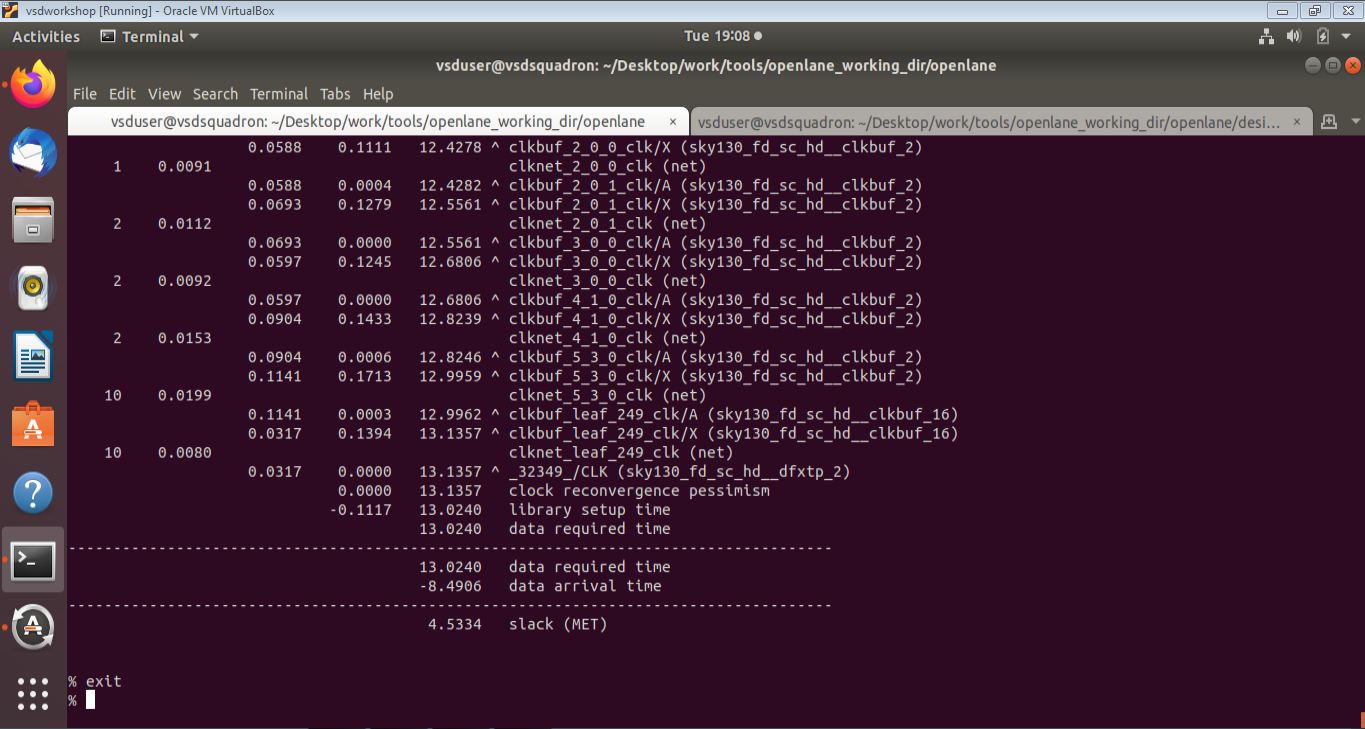 vsdworkshop [Running] - Oracle VM VirtualBox
Activities Terminal Tue 19:08
vsduser@vsdsquadron: ~/Desktop/work/tools/openlane_working_dir/openlane
File Edit View Search Terminal Tabs Help
vsduser@vsdsquadron: ~/Desktop/work/tools/openlane_working_dir/openlane × vsduser@vsdsquadron: ~/Desktop/work/tools/openlane_working_dir/openlane/desi... ×
0.0588 0.1111 12.4278 ^ clkbuf_2_0_0_clk/X (sky130_fd_sc_hd__clkbuf_2)
1 0.0091 clknet_2_0_0_clk (net)
0.0588 0.0004 12.4282 ^ clkbuf_2_0_1_clk/A (sky130_fd_sc_hd__clkbuf_2)
0.0693 0.1279 12.5561 ^ clkbuf_2_0_1_clk/X (sky130_fd_sc_hd__clkbuf_2)
2 0.0112 clknet_2_0_1_clk (net)
0.0693 0.0000 12.5561 ^ clkbuf_3_0_0_clk/A (sky130_fd_sc_hd__clkbuf_2)
0.0597 0.1245 12.6806 ^ clkbuf_3_0_0_clk/X (sky130_fd_sc_hd__clkbuf_2)
2 0.0092 clknet_3_0_0_clk (net)
0.0597 0.0000 12.6806 ^ clkbuf_4_1_0_clk/A (sky130_fd_sc_hd__clkbuf_2)
0.0904 0.1433 12.8239 ^ clkbuf_4_1_0_clk/X (sky130_fd_sc_hd__clkbuf_2)
2 0.0153 clknet_4_1_0_clk (net)
0.0904 0.0006 12.8246 ^ clkbuf_5_3_0_clk/A (sky130_fd_sc_hd__clkbuf_2)
0.1141 0.1713 12.9959 ^ clkbuf_5_3_0_clk/X (sky130_fd_sc_hd__clkbuf_2)
10 0.0199 clknet_5_3_0_clk (net)
0.1141 0.0003 12.9962 ^ clkbuf_leaf_249_clk/A (sky130_fd_sc_hd__clkbuf_16)
0.0317 0.1394 13.1357 ^ clkbuf_leaf_249_clk/X (sky130_fd_sc_hd__clkbuf_16)
10 0.0080 clknet_leaf_249_clk (net)
0.0317 0.0000 13.1357 ^ _32349_/CLK (sky130_fd_sc_hd__dfxtp_2)
0.0000 13.1357 clock reconvergence pessimism
-0.1117 13.0240 library setup time
13.0240 data required time
-------------------------------------------------------------------------------------
13.0240 data required time
-8.4906 data arrival time
-------------------------------------------------------------------------------------
4.5334 slack (MET)
% exit
%